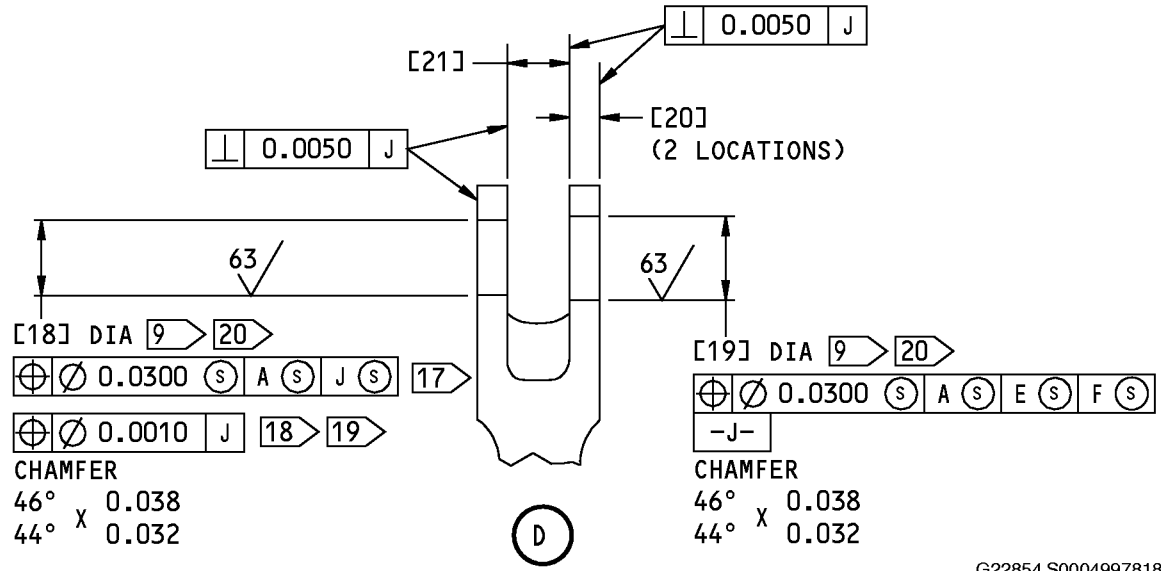 ⊥ 0.0050 J
[21]
[20]
(2 LOCATIONS)
⊥ 0.0050 J
63
63
[18] DIA 9 20
⌖ ⌀ 0.0300 Ⓢ A Ⓢ J Ⓢ 17
⌖ ⌀ 0.0010 J 18 19
CHAMFER
46° X 0.038
44° 0.032
[19] DIA 9 20
⌖ ⌀ 0.0300 Ⓢ A Ⓢ E Ⓢ F Ⓢ
-J-
CHAMFER
46° X 0.038
44° 0.032
D
G22854 S0004997818